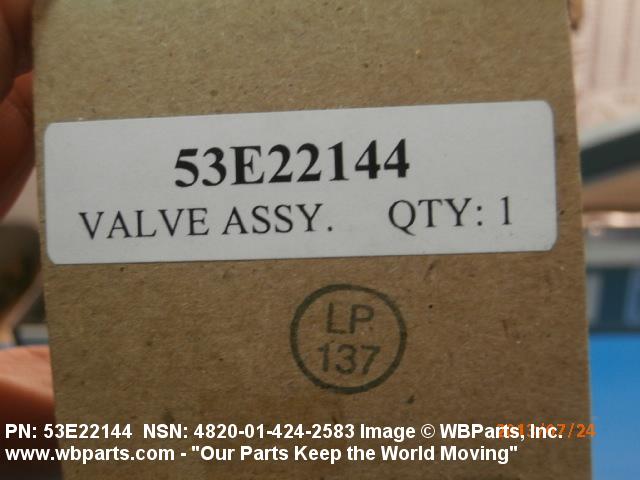 53E22144
VALVE ASSY. QTY: 1
LP
137
PN: 53E22144 NSN: 4820-01-424-2583 Image © WBParts, Inc.
www.wbparts.com - "Our Parts Keep the World Moving"